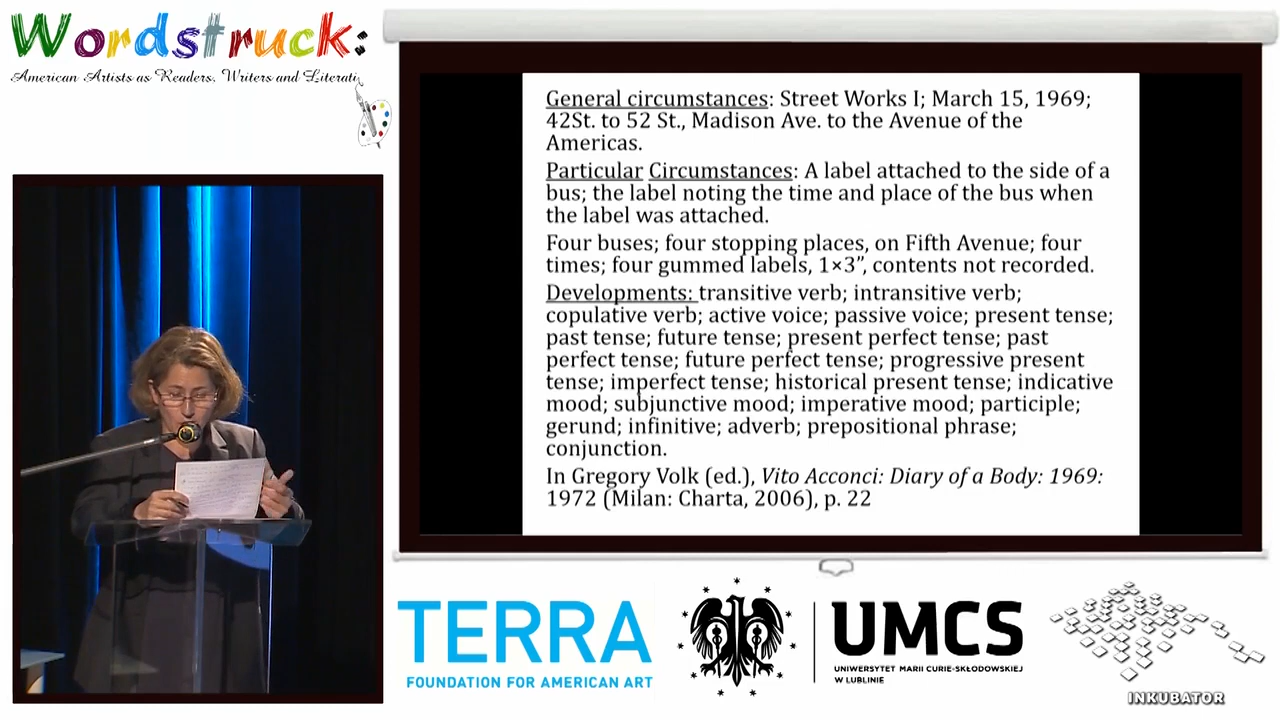 Wordstruck:
American Artists as Readers, Writers and Literati
General circumstances: Street Works I; March 15, 1969;
42St. to 52 St., Madison Ave. to the Avenue of the
Americas.
Particular Circumstances: A label attached to the side of a
bus; the label noting the time and place of the bus when
the label was attached.
Four buses; four stopping places, on Fifth Avenue; four
times; four gummed labels, 1×3”, contents not recorded.
Developments: transitive verb; intransitive verb;
copulative verb; active voice; passive voice; present tense;
past tense; future tense; present perfect tense; past
perfect tense; future perfect tense; progressive present
tense; imperfect tense; historical present tense; indicative
mood; subjunctive mood; imperative mood; participle;
gerund; infinitive; adverb; prepositional phrase;
conjunction.
In Gregory Volk (ed.), Vito Acconci: Diary of a Body: 1969:
1972 (Milan: Charta, 2006), p. 22
TERRA
FOUNDATION FOR AMERICAN ART
UMCS
UNIWERSYTET MARII CURIE-SKŁODOWSKIEJ
W LUBLINIE
INKUBATOR